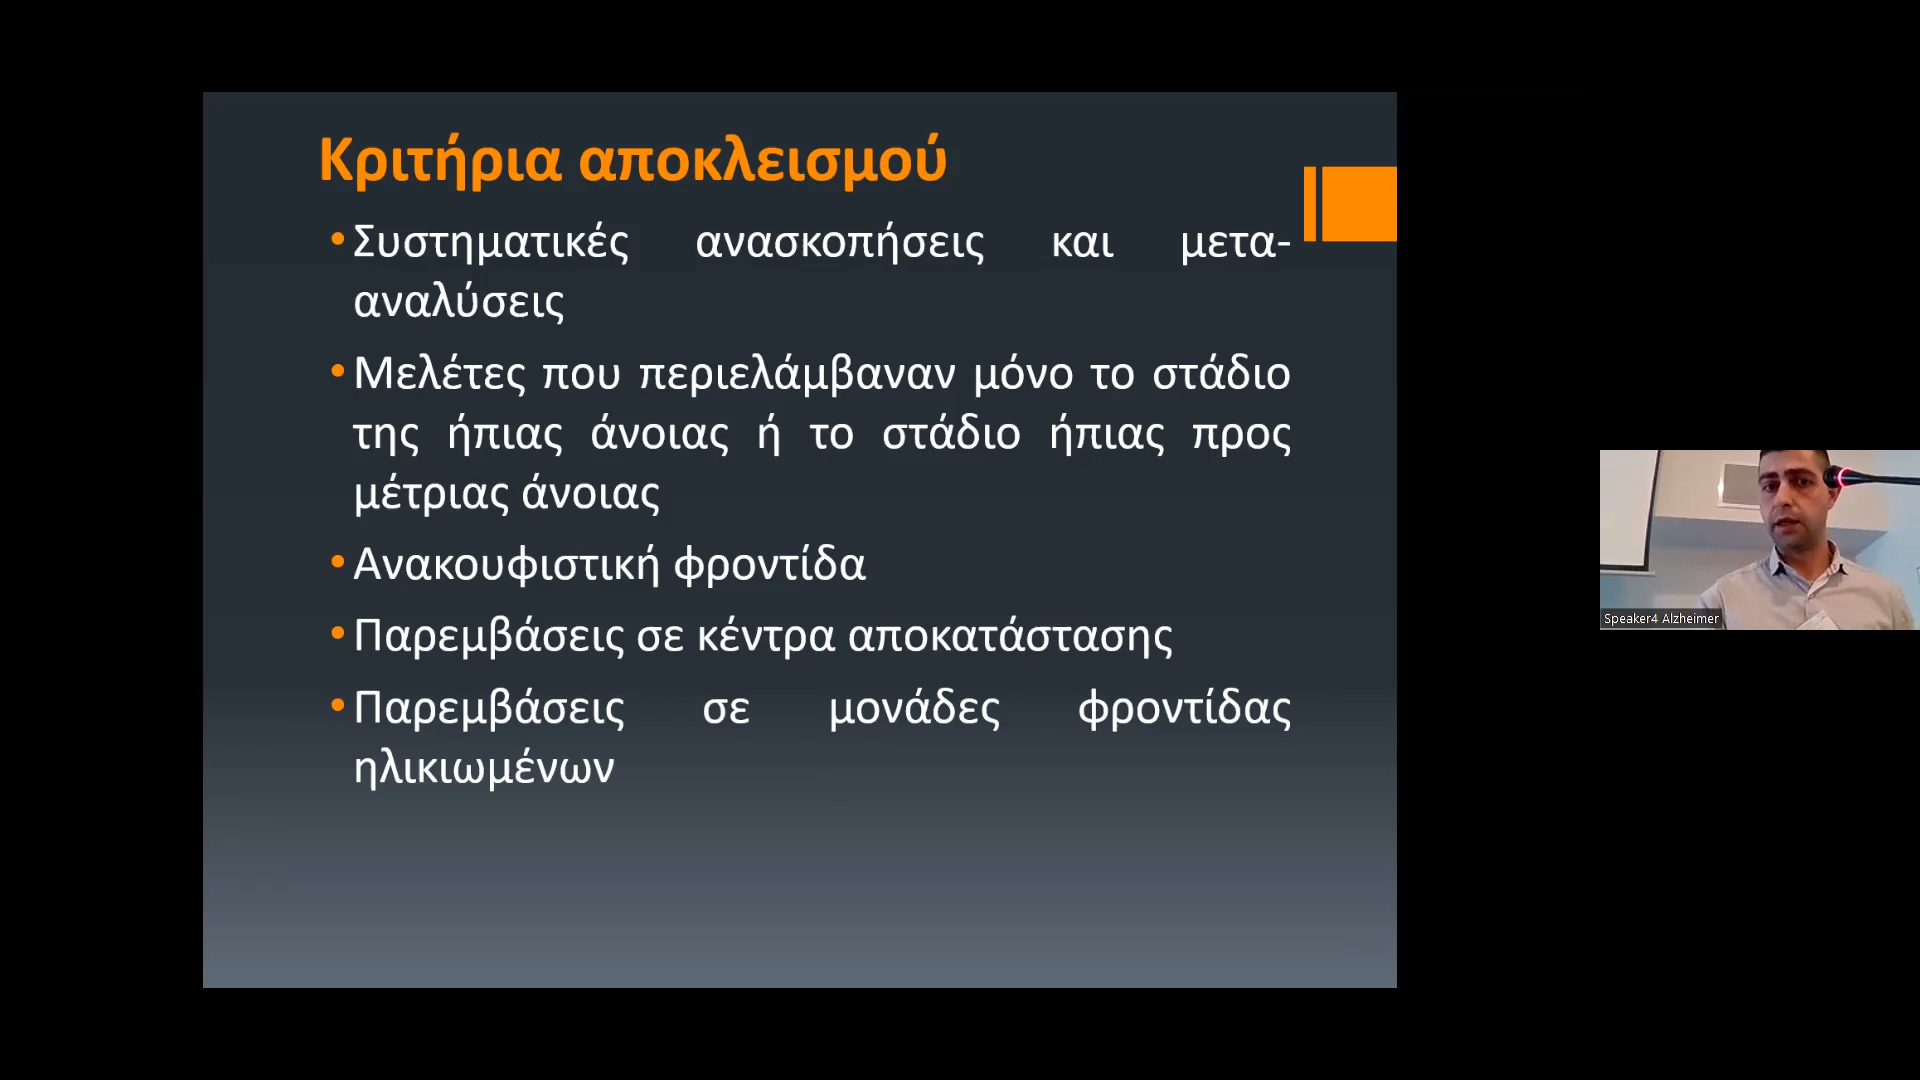 Κριτήρια αποκλεισμού
•Συστηματικές ανασκοπήσεις και μετα-
αναλύσεις
•Μελέτες που περιελάμβαναν μόνο το στάδιο
της ήπιας άνοιας ή το στάδιο ήπιας προς
μέτριας άνοιας
•Ανακουφιστική φροντίδα
•Παρεμβάσεις σε κέντρα αποκατάστασης
•Παρεμβάσεις σε μονάδες φροντίδας
ηλικιωμένων
Speaker4 Alzheimer